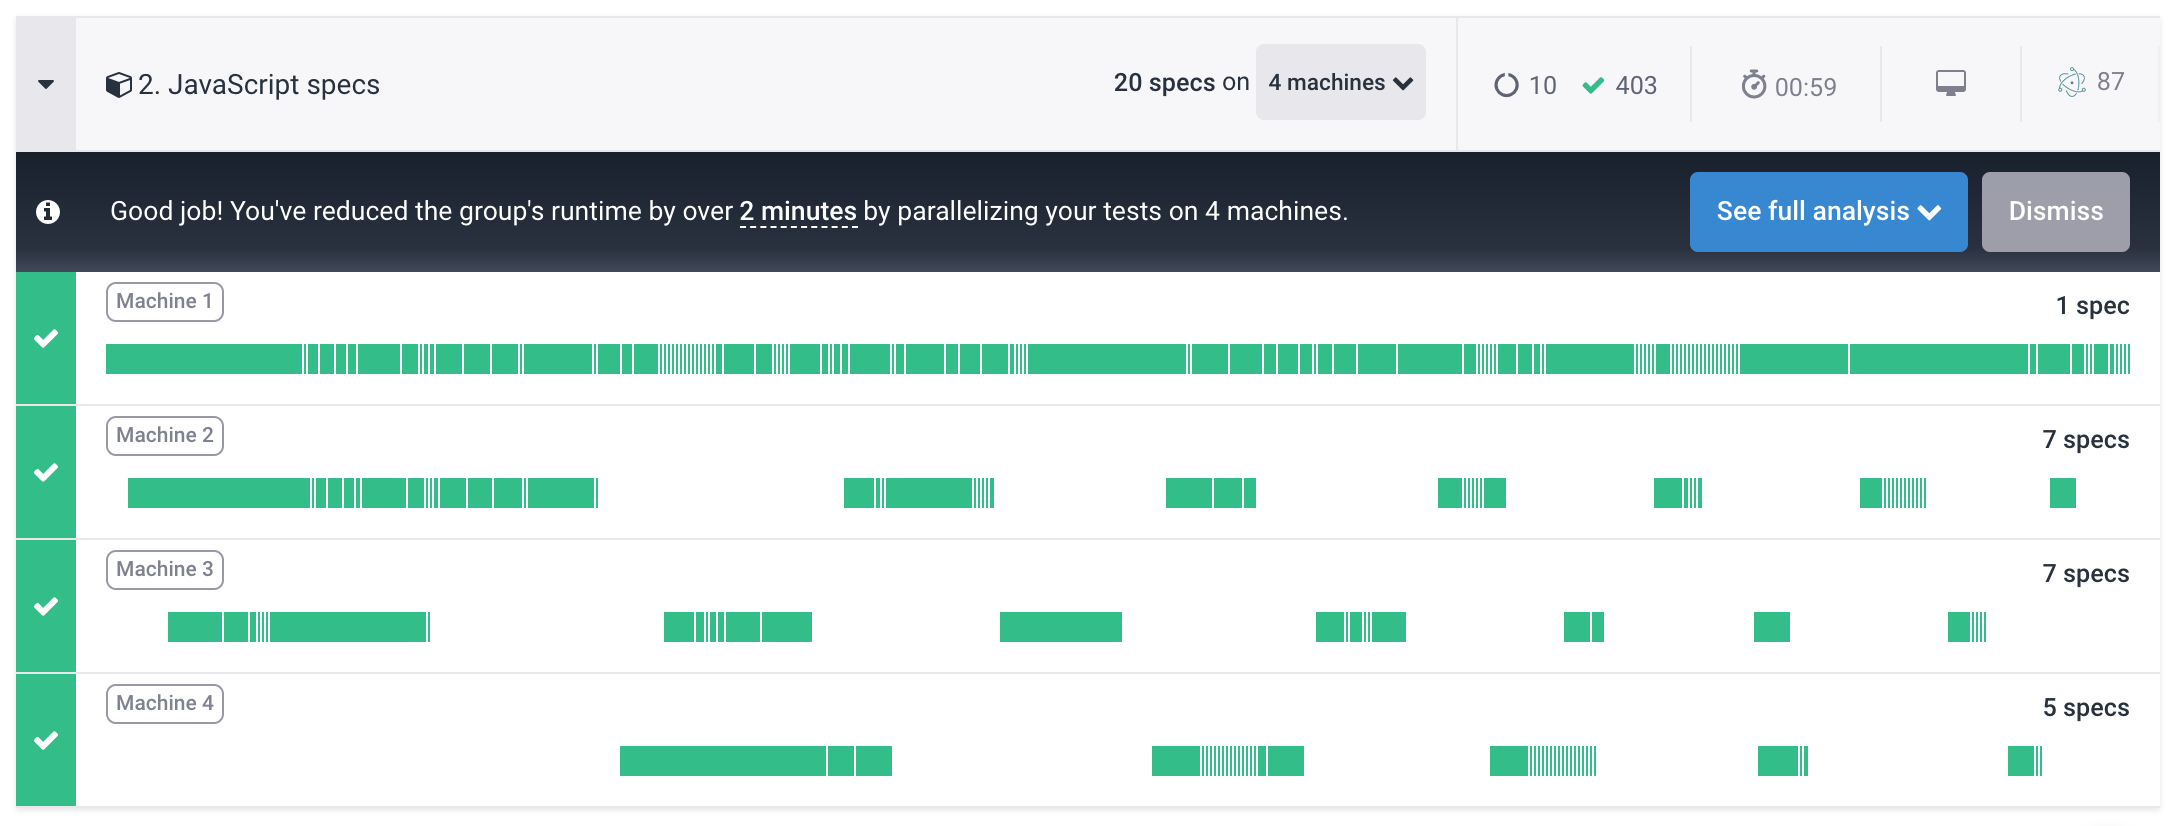 2. JavaScript specs
20 specs on 4 machines
10 403 00:59 87
Good job! You've reduced the group's runtime by over 2 minutes by parallelizing your tests on 4 machines.
See full analysis
Dismiss
Machine 1
1 spec
Machine 2
7 specs
Machine 3
7 specs
Machine 4
5 specs